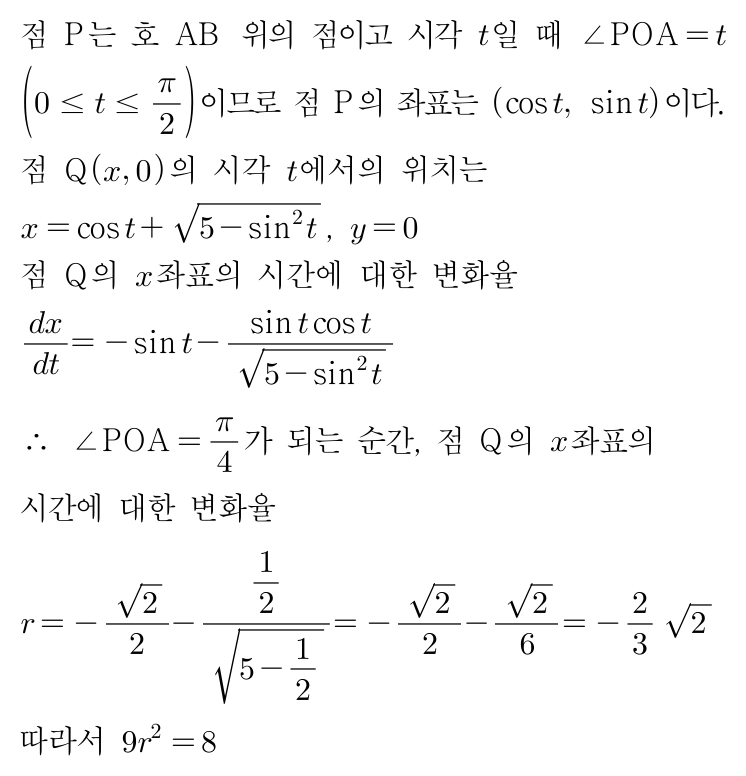 점 P는 호 AB 위의 점이고 시각 t일 때 ∠POA = t
(0 ≤ t ≤ π/2)이므로 점 P의 좌표는 (cos t, sin t)이다.
점 Q(x, 0)의 시각 t에서의 위치는
x = cos t + √(5 − sin²t), y = 0
점 Q의 x좌표의 시간에 대한 변화율
dx/dt = − sin t − (sin t cos t)/√(5 − sin²t)
∴ ∠POA = π/4가 되는 순간, 점 Q의 x좌표의
시간에 대한 변화율
r = − √2/2 − (1/2)/√(5 − 1/2) = − √2/2 − √2/6 = − 2/3 √2
따라서 9r² = 8